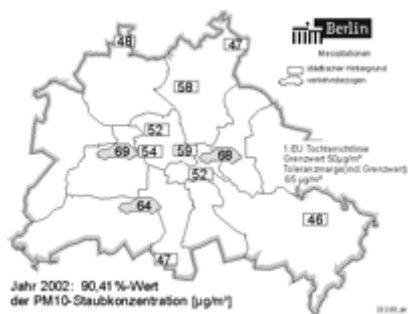 Berlin
Messstationen
städtischer Hintergrund
verkehrsbezogen
48
47
58
52
69
54
59
68
52
64
46
47
1.EU Tochterrichtlinie
Grenzwert 50µg/m³
Toleranzmarge(incl. Grenzwert)
65 µg/m³
Jahr 2002: 90,41%-Wert
der PM10-Staubkonzentration [µg/m³]